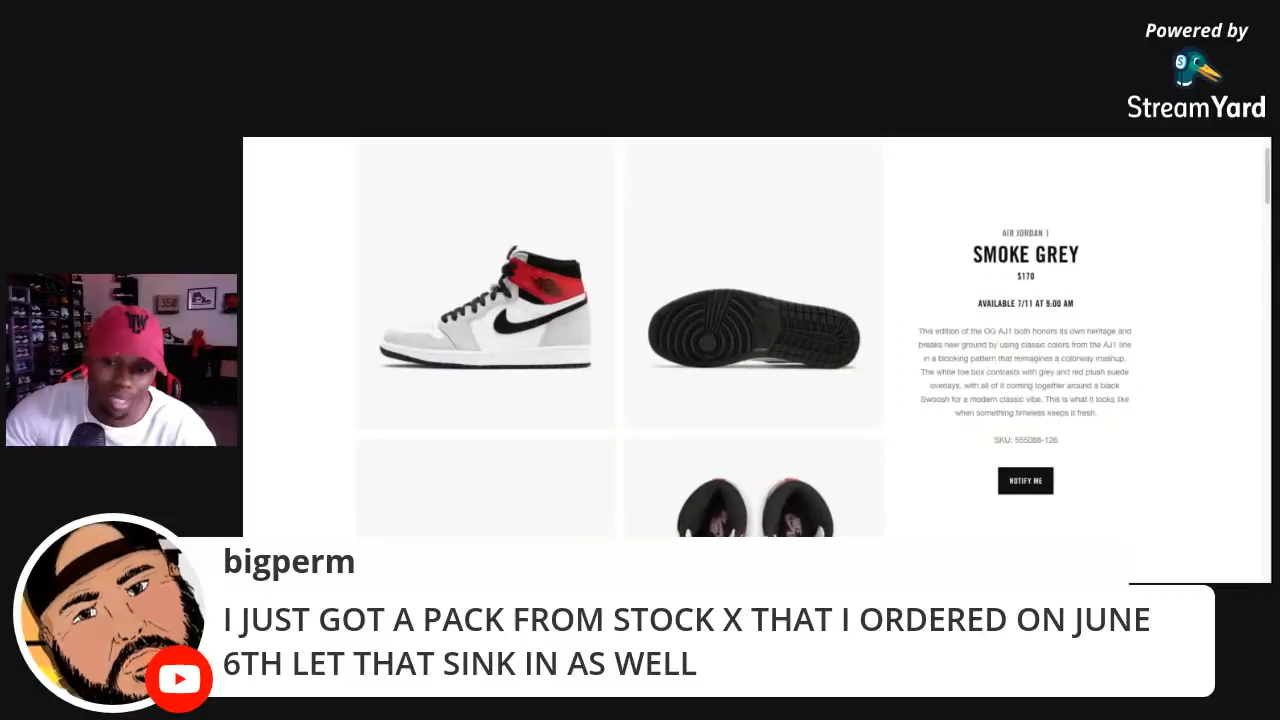 Powered by
StreamYard
AIR JORDAN 1
SMOKE GREY
$170
AVAILABLE 7/11 AT 9:00 AM
This edition of the OG AJ1 both honors its own heritage and
breaks new ground by using classic colors from the AJ1 line
in a blocking pattern that reimagines a colorway mashup.
The white toe box contrasts with grey and red plush suede
overlays, with all of it coming together around a black
Swoosh for a modern classic vibe. This is what it looks like
when something timeless keeps it fresh.
SKU: 555088-126
NOTIFY ME
350
bigperm
I JUST GOT A PACK FROM STOCK X THAT I ORDERED ON JUNE
6TH LET THAT SINK IN AS WELL